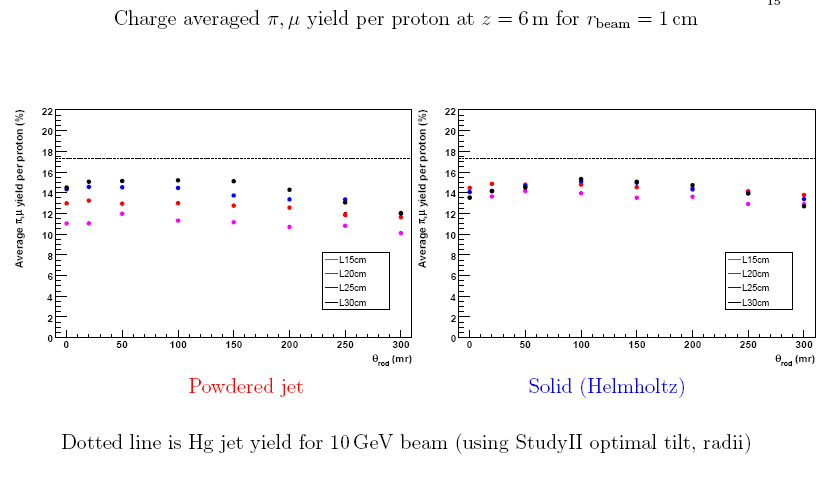 15
Charge averaged π, μ yield per proton at z = 6 m for r_beam = 1 cm
Average π,μ yield per proton (%)
22
20
18
16
14
12
10
8
6
4
2
0
L15cm
L20cm
L25cm
L30cm
0 50 100 150 200 250 300
θ_rod (mr)
Powdered jet
Average π,μ yield per proton (%)
22
20
18
16
14
12
10
8
6
4
2
0
L15cm
L20cm
L25cm
L30cm
0 50 100 150 200 250 300
θ_rod (mr)
Solid (Helmholtz)
Dotted line is Hg jet yield for 10 GeV beam (using StudyII optimal tilt, radii)